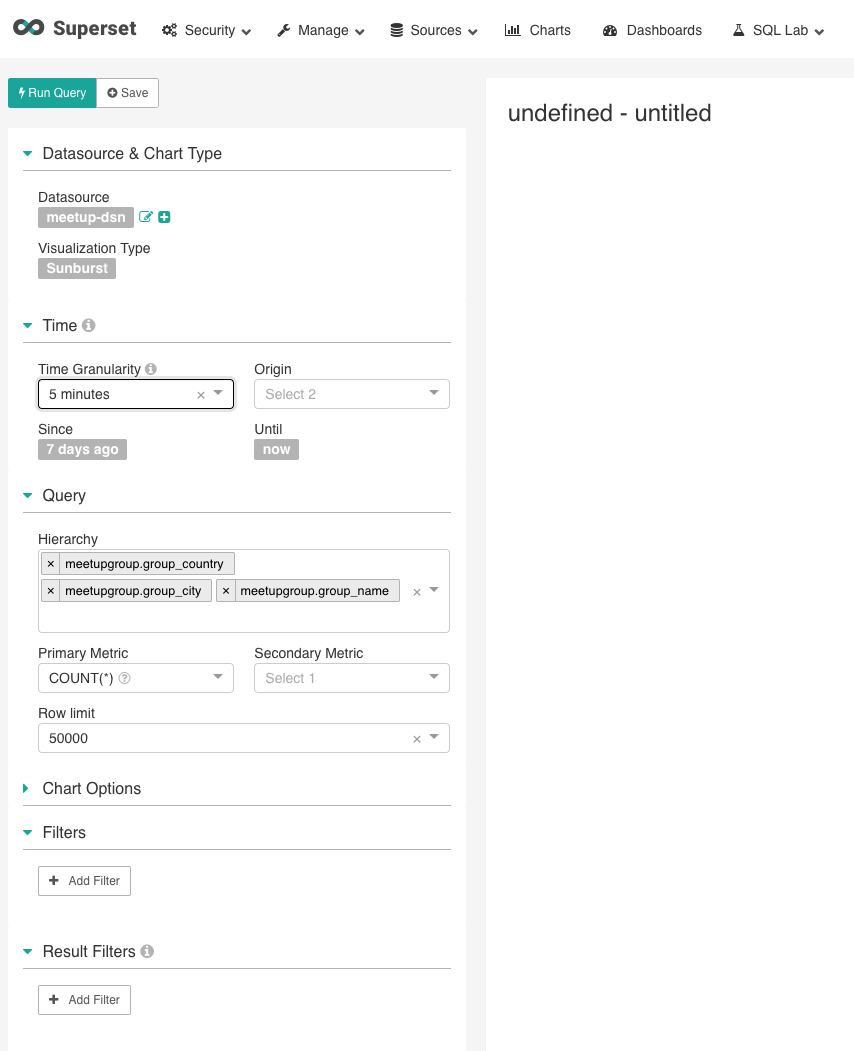 Superset Security Manage Sources Charts Dashboards SQL Lab
Run Query Save
undefined - untitled
Datasource & Chart Type
Datasource
meetup-dsn
Visualization Type
Sunburst
Time
Time Granularity Origin
5 minutes × Select 2
Since Until
7 days ago now
Query
Hierarchy
× meetupgroup.group_country
× meetupgroup.group_city × meetupgroup.group_name ×
Primary Metric Secondary Metric
COUNT(*) Select 1
Row limit
50000 ×
Chart Options
Filters
+ Add Filter
Result Filters
+ Add Filter